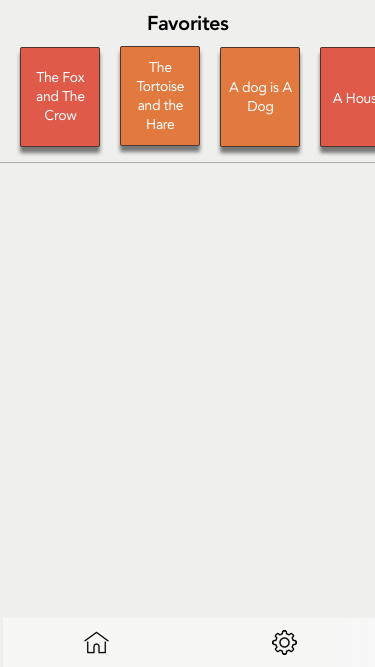 Favorites
The Fox
and The
Crow
The
Tortoise
and the
Hare
A dog is A
Dog
A Hous